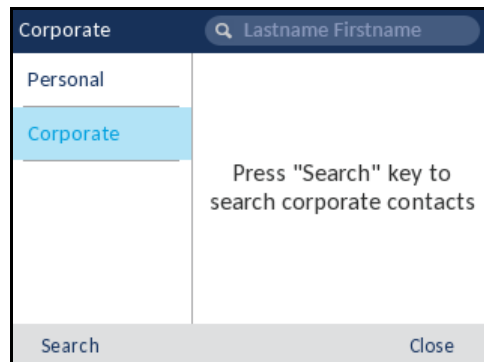 Corporate
Lastname Firstname
Personal
Corporate
Press "Search" key to
search corporate contacts
Search
Close